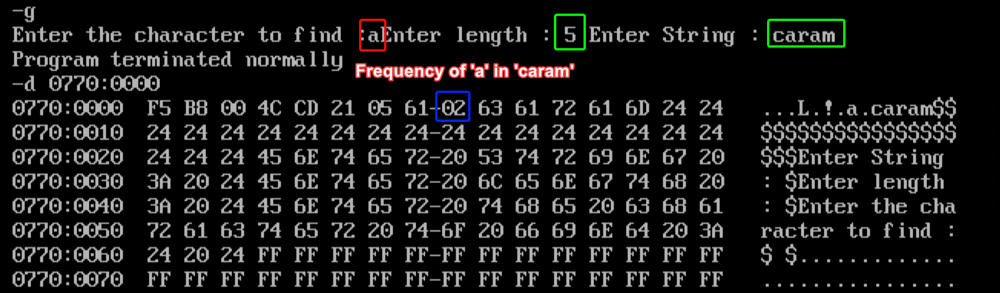 -g
Enter the character to find :aEnter length : 5 Enter String : caram
Program terminated normally
Frequency of 'a' in 'caram'
-d 0770:0000
0770:0000  F5 B8 00 4C CD 21 05 61-02 63 61 72 61 6D 24 24   ...L.!.a.caram$$
0770:0010  24 24 24 24 24 24 24 24-24 24 24 24 24 24 24 24   $$$$$$$$$$$$$$$$
0770:0020  24 24 24 45 6E 74 65 72-20 53 74 72 69 6E 67 20   $$$Enter String
0770:0030  3A 20 24 45 6E 74 65 72-20 6C 65 6E 67 74 68 20   : $Enter length
0770:0040  3A 20 24 45 6E 74 65 72-20 74 68 65 20 63 68 61   : $Enter the cha
0770:0050  72 61 63 74 65 72 20 74-6F 20 66 69 6E 64 20 3A   racter to find :
0770:0060  24 20 24 FF FF FF FF FF-FF FF FF FF FF FF FF FF   $ $.............
0770:0070  FF FF FF FF FF FF FF FF-FF FF FF FF FF FF FF FF   ................